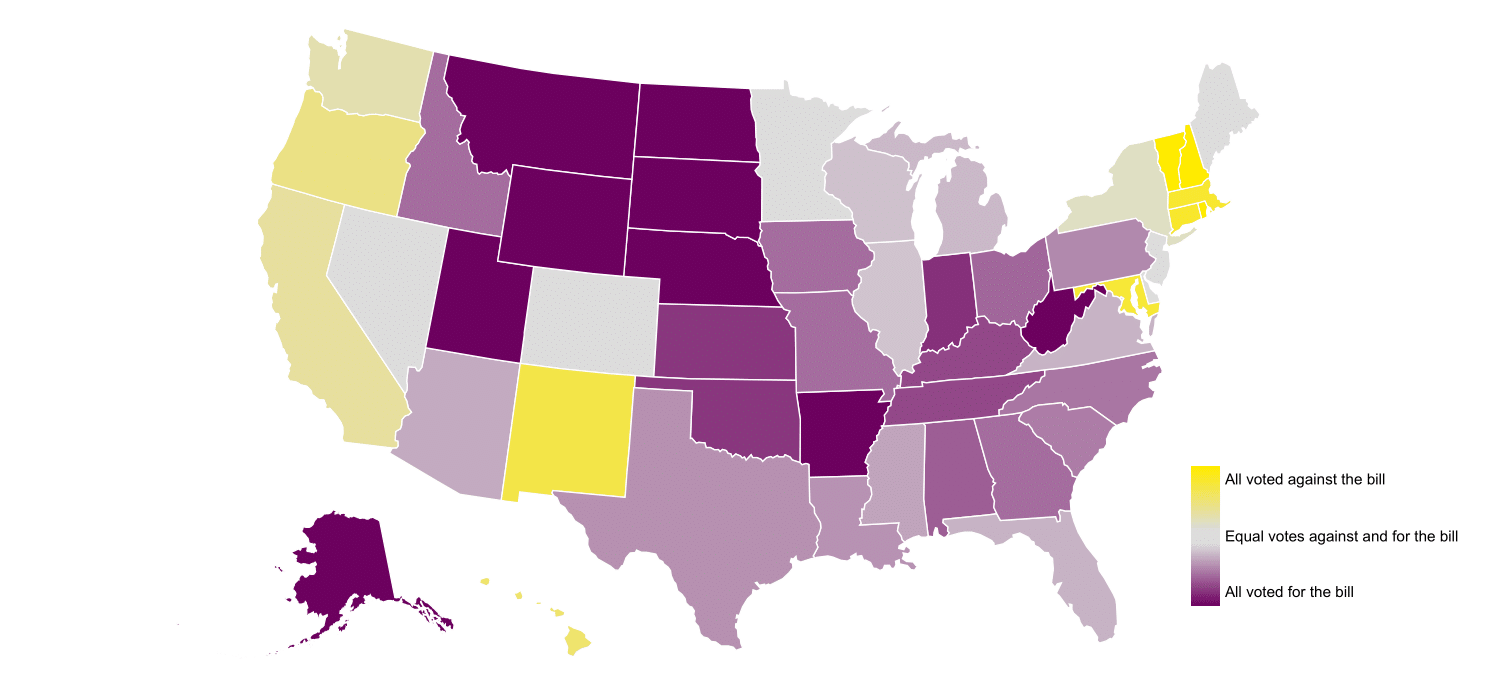 All voted against the bill
Equal votes against and for the bill
All voted for the bill